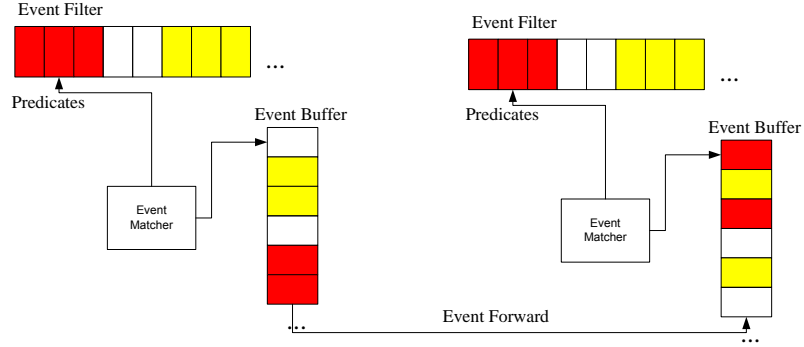 Event Filter
...
Predicates
Event Buffer
Event
Matcher
...
Event Forward
Event Filter
...
Predicates
Event Buffer
Event
Matcher
...